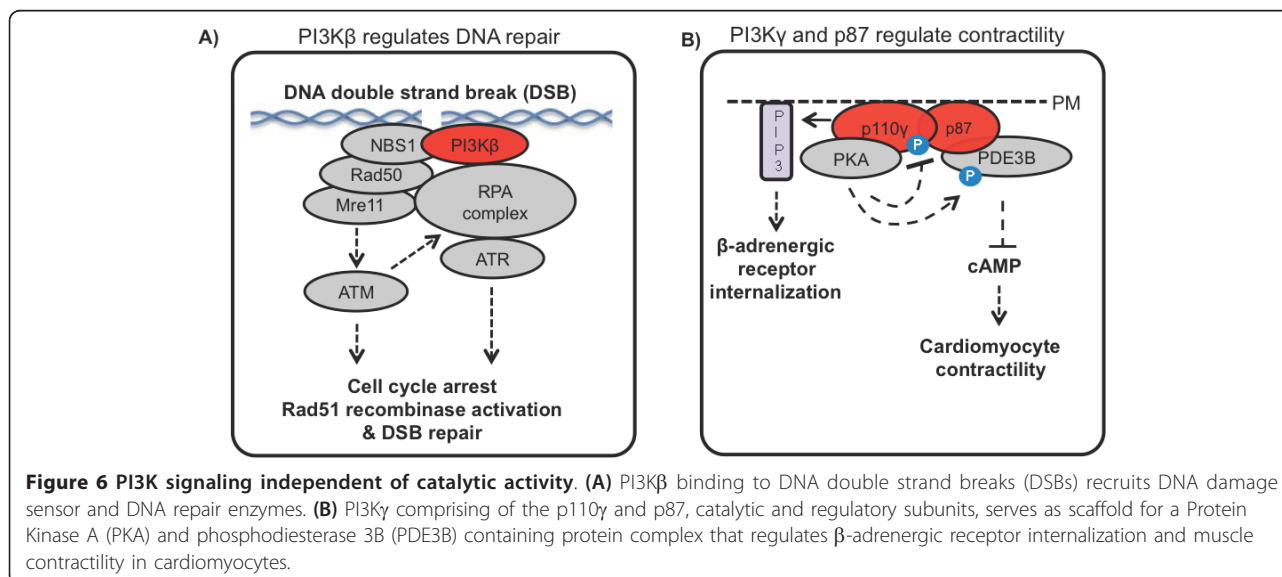 A) PI3Kβ regulates DNA repair
DNA double strand break (DSB)
NBS1
PI3Kβ
Rad50
Mre11
RPA
complex
ATM
ATR
Cell cycle arrest
Rad51 recombinase activation
& DSB repair
B) PI3Kγ and p87 regulate contractility
PM
P
I
P
3
p110γ
p87
P
PKA
PDE3B
P
β-adrenergic
receptor
internalization
cAMP
Cardiomyocyte
contractility
Figure 6 PI3K signaling independent of catalytic activity. (A) PI3Kβ binding to DNA double strand breaks (DSBs) recruits DNA damage
sensor and DNA repair enzymes. (B) PI3Kγ comprising of the p110γ and p87, catalytic and regulatory subunits, serves as scaffold for a Protein
Kinase A (PKA) and phosphodiesterase 3B (PDE3B) containing protein complex that regulates β-adrenergic receptor internalization and muscle
contractility in cardiomyocytes.